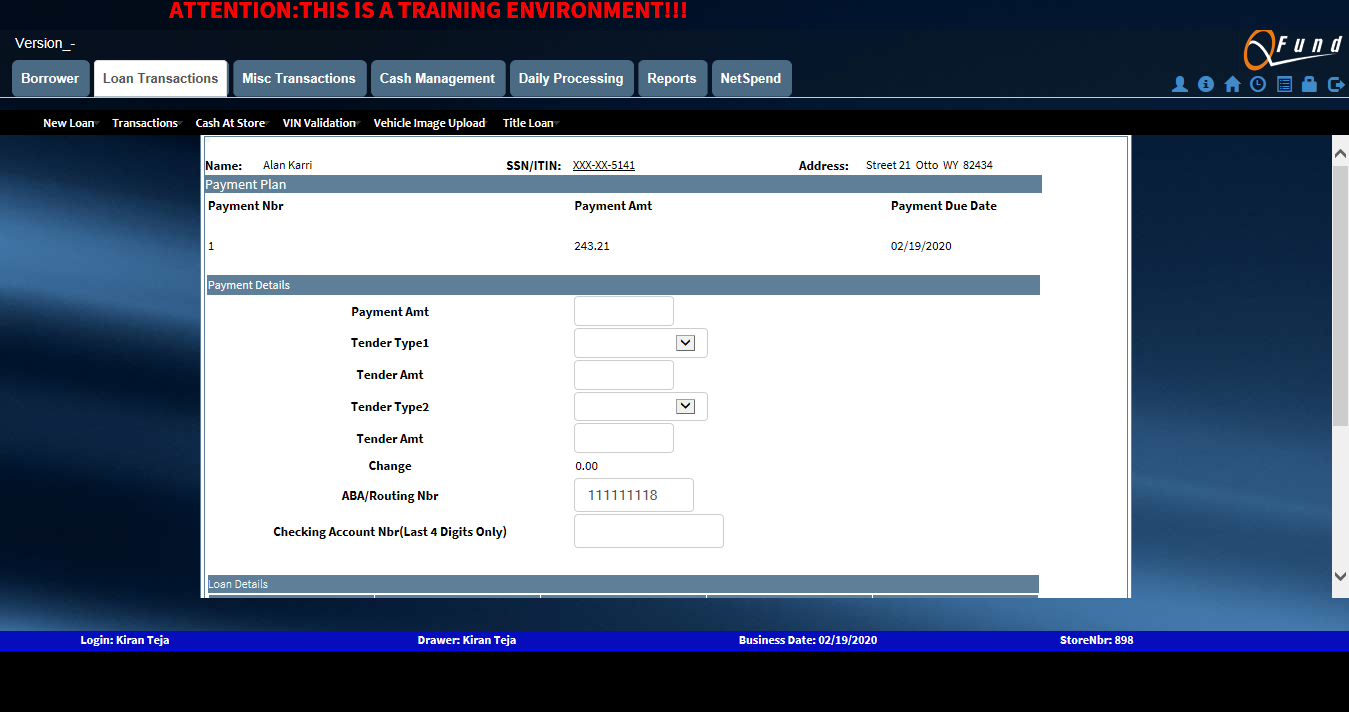 ATTENTION:THIS IS A TRAINING ENVIRONMENT!!!
Version_-
Fund
Borrower Loan Transactions Misc Transactions Cash Management Daily Processing Reports NetSpend
New Loan Transactions Cash At Store VIN Validation Vehicle Image Upload Title Loan
Name: Alan Karri SSN/ITIN: XXX-XX-5141 Address: Street 21 Otto WY 82434
Payment Plan
Payment Nbr Payment Amt Payment Due Date
1 243.21 02/19/2020
Payment Details
Payment Amt
Tender Type1
Tender Amt
Tender Type2
Tender Amt
Change 0.00
ABA/Routing Nbr 111111118
Checking Account Nbr(Last 4 Digits Only)
Loan Details
Login: Kiran Teja Drawer: Kiran Teja Business Date: 02/19/2020 StoreNbr: 898